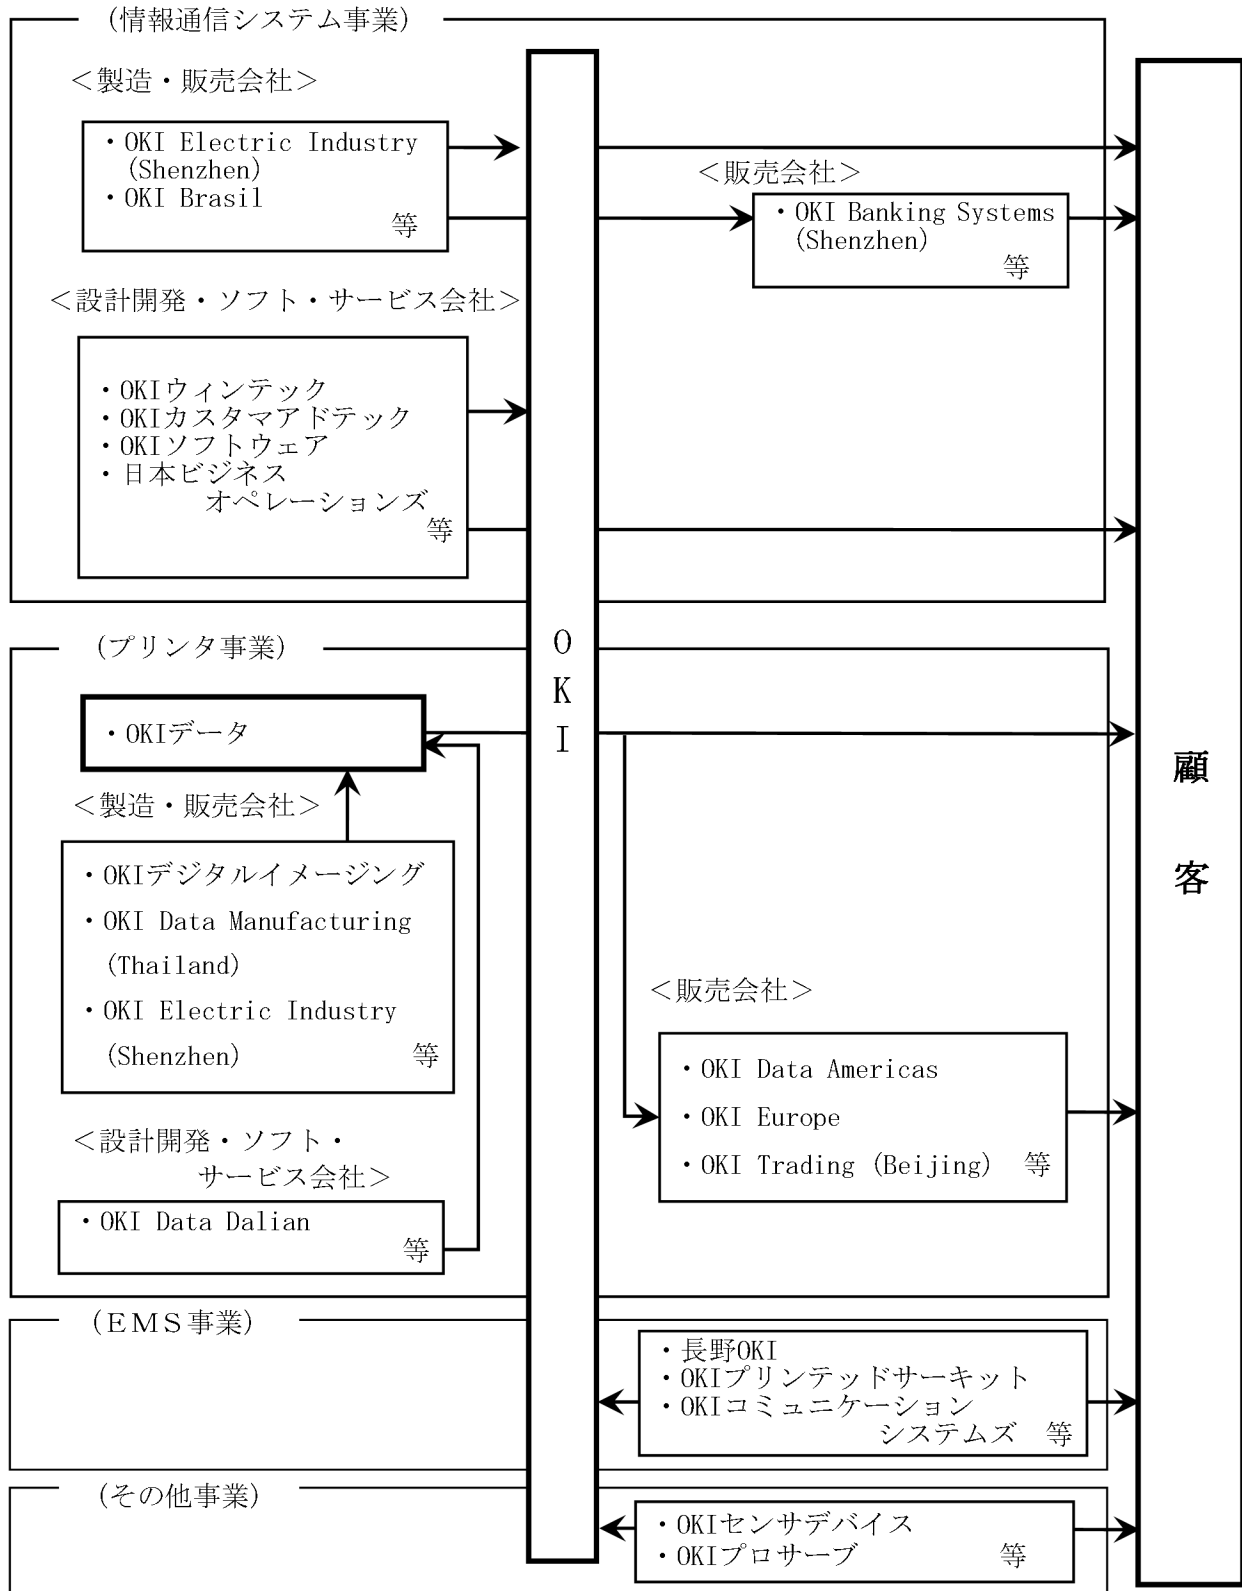 (情報通信システム事業)
＜製造・販売会社＞
・OKI Electric Industry
(Shenzhen)
・OKI Brasil
等
＜販売会社＞
・OKI Banking Systems
(Shenzhen)
等
＜設計開発・ソフト・サービス会社＞
・OKIウィンテック
・OKIカスタマアドテック
・OKIソフトウェア
・日本ビジネス
オペレーションズ
等
(プリンタ事業)
・OKIデータ
＜製造・販売会社＞
・OKIデジタルイメージング
・OKI Data Manufacturing
(Thailand)
・OKI Electric Industry
(Shenzhen) 等
＜設計開発・ソフト・
サービス会社＞
・OKI Data Dalian
等
＜販売会社＞
・OKI Data Americas
・OKI Europe
・OKI Trading (Beijing) 等
(ＥＭＳ事業)
・長野OKI
・OKIプリンテッドサーキット
・OKIコミュニケーション
システムズ 等
(その他事業)
・OKIセンサデバイス
・OKIプロサーブ 等
O
K
I
顧
客